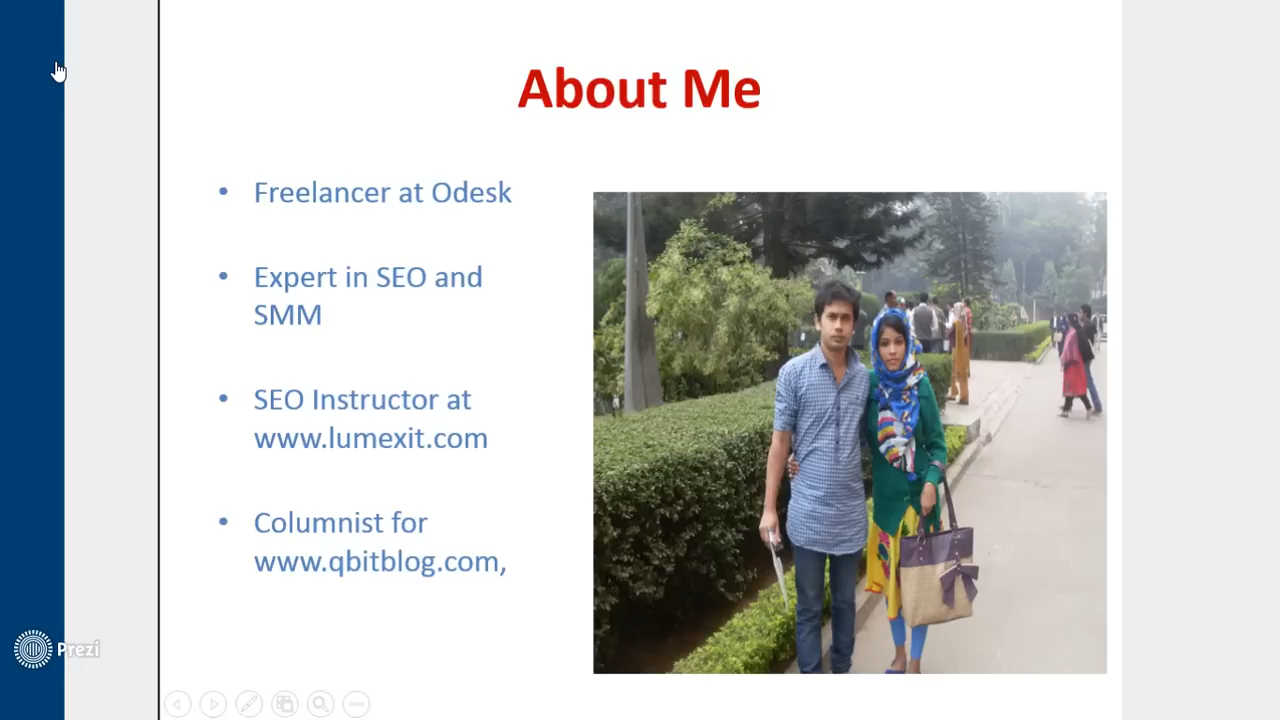 About Me
• Freelancer at Odesk
• Expert in SEO and
SMM
• SEO Instructor at
www.lumexit.com
• Columnist for
www.qbitblog.com,
Prezi